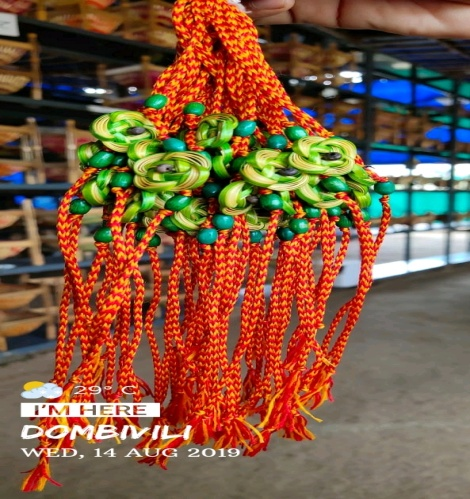 29° C
I'M HERE
DOMBIVILI
WED, 14 AUG 2019